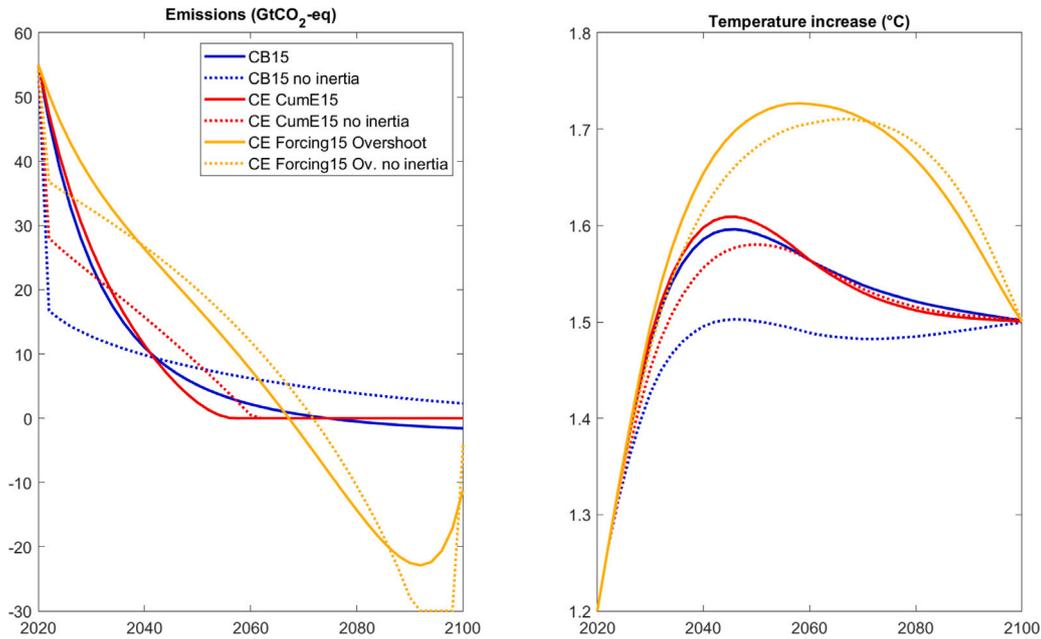 Emissions (GtCO2-eq)
60
50
40
30
20
10
0
-10
-20
-30
2020 2040 2060 2080 2100
CB15
CB15 no inertia
CE CumE15
CE CumE15 no inertia
CE Forcing15 Overshoot
CE Forcing15 Ov. no inertia
Temperature increase (°C)
1.8
1.7
1.6
1.5
1.4
1.3
1.2
2020 2040 2060 2080 2100